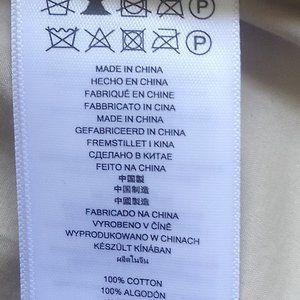 P
P
MADE IN CHINA
HECHO EN CHINA
FABRIQUÉ EN CHINE
FABBRICATO IN CINA
MADE IN CHINA
GEFABRICEERD IN CHINA
FREMSTILLET I KINA
СДЕЛАНО В КИТАЕ
FEITO NA CHINA
中国製
中国制造
中國製造
FABRICADO NA CHINA
VYROBENO V ČÍNĚ
WYPRODUKOWANO W CHINACH
KÉSZÜLT KÍNÁBAN
ผลิตในจีน
100% COTTON
100% ALGODÓN